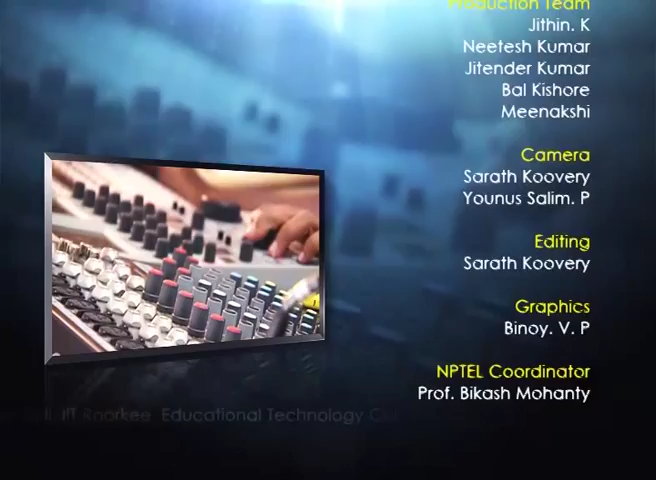 Production Team
Jithin. K
Neetesh Kumar
Jitender Kumar
Bal Kishore
Meenakshi
Camera
Sarath Koovery
Younus Salim. P
Editing
Sarath Koovery
Graphics
Binoy. V. P
NPTEL Coordinator
Prof. Bikash Mohanty
IIT Roorkee Educational Technology